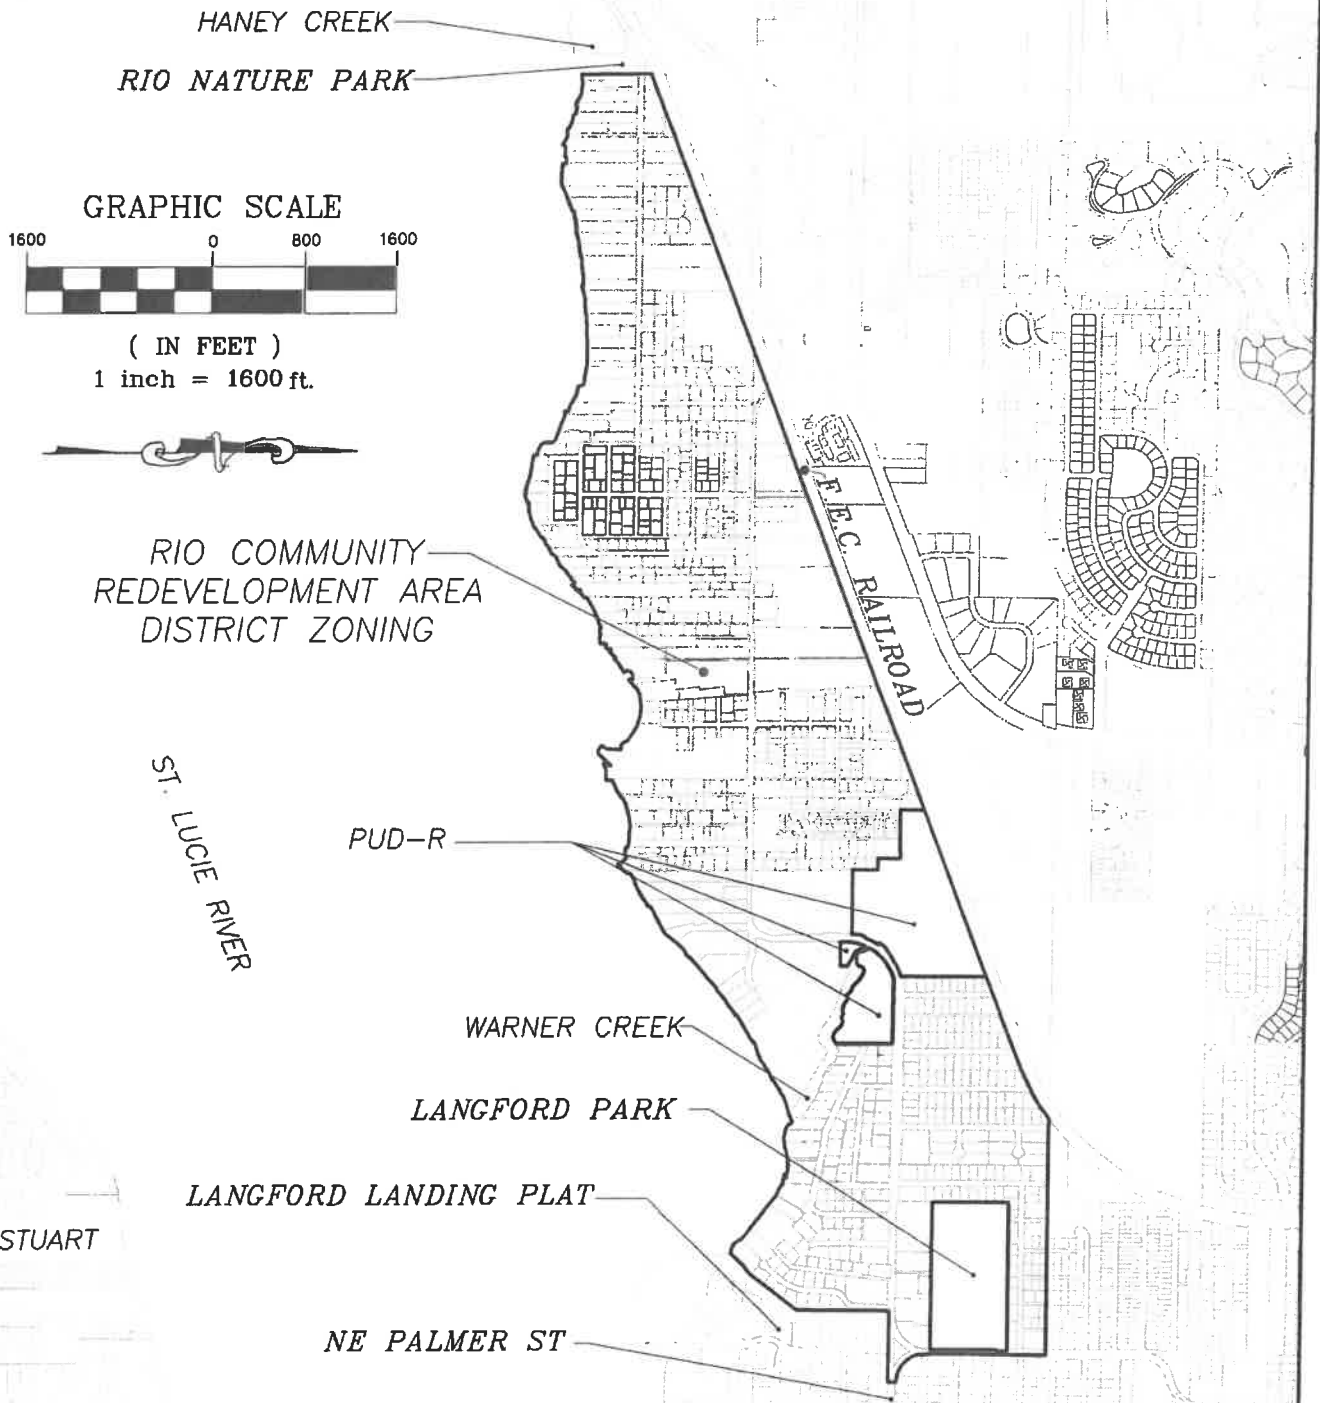 HANEY CREEK
RIO NATURE PARK
GRAPHIC SCALE
1600 0 800 1600
( IN FEET )
1 inch = 1600 ft.
RIO COMMUNITY
REDEVELOPMENT AREA
DISTRICT ZONING
F.E.C. RAILROAD
ST. LUCIE RIVER
PUD-R
WARNER CREEK
LANGFORD PARK
LANGFORD LANDING PLAT
STUART
NE PALMER ST